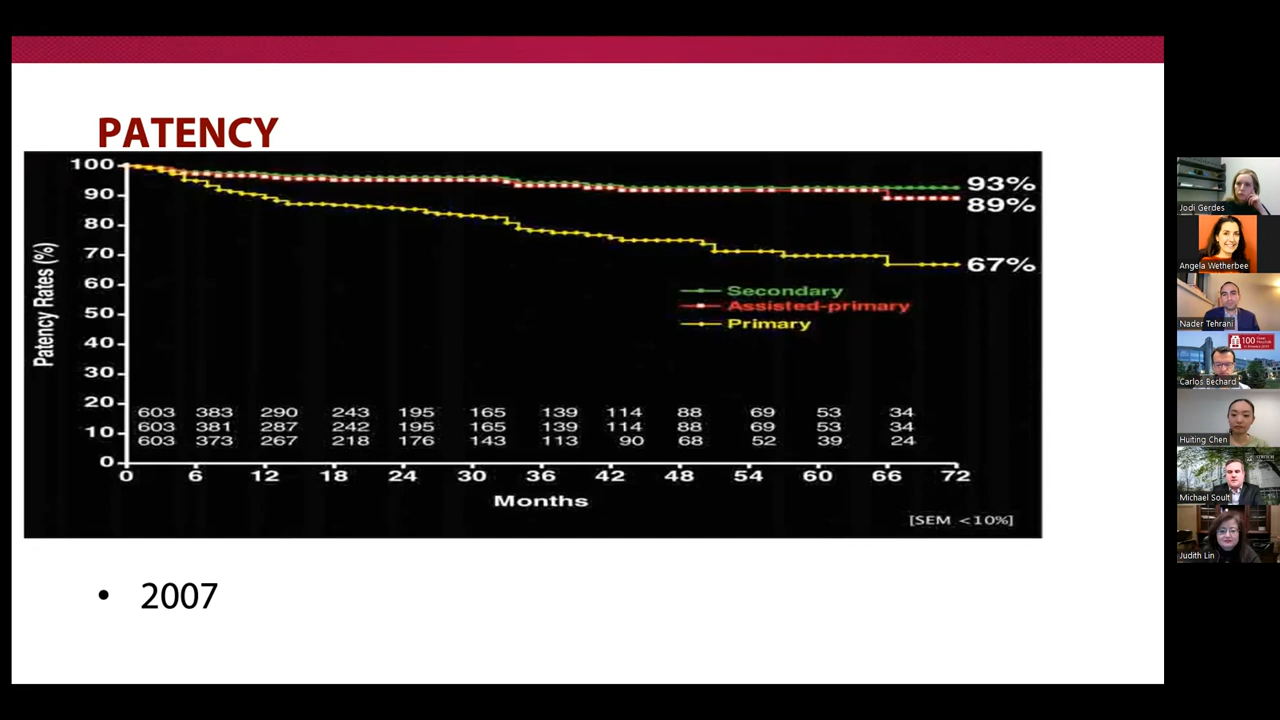 PATENCY
100
90
80
70
60
50
40
30
20
10
0
Patency Rates (%)
93%
89%
67%
Secondary
Assisted-primary
Primary
603 383 290 243 195 165 139 114 88 69 53 34
603 381 287 242 195 165 139 114 88 69 53 34
603 373 267 218 176 143 113 90 68 52 39 24
0 6 12 18 24 30 36 42 48 54 60 66 72
Months
[SEM <10%]
• 2007
Jodi Gerdes
Angela Wetherbee
Nader Tehrani
100
Carlos Bechard
Huiting Chen
Michael Soult
Judith Lin